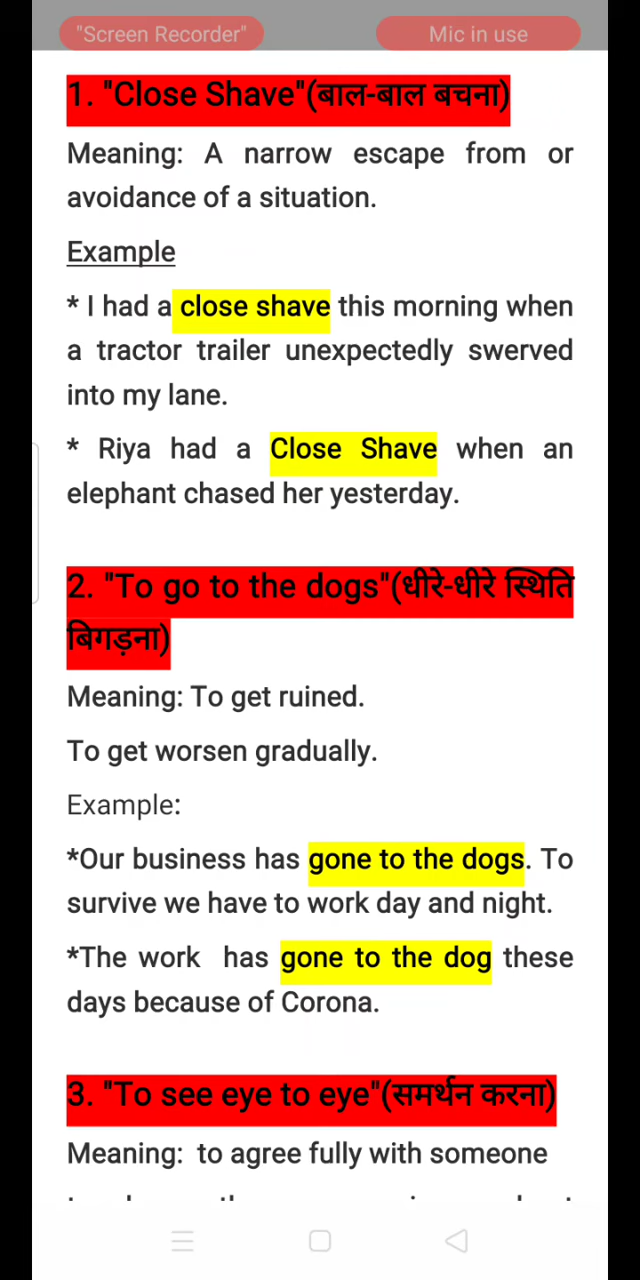 "Screen Recorder"
Mic in use
1. "Close Shave"(बाल-बाल बचना)
Meaning: A narrow escape from or
avoidance of a situation.
Example
* I had a close shave this morning when
a tractor trailer unexpectedly swerved
into my lane.
* Riya had a Close Shave when an
elephant chased her yesterday.
2. "To go to the dogs"(धीरे-धीरे स्थिति
बिगड़ना)
Meaning: To get ruined.
To get worsen gradually.
Example:
*Our business has gone to the dogs. To
survive we have to work day and night.
*The work has gone to the dog these
days because of Corona.
3. "To see eye to eye"(समर्थन करना)
Meaning: to agree fully with someone